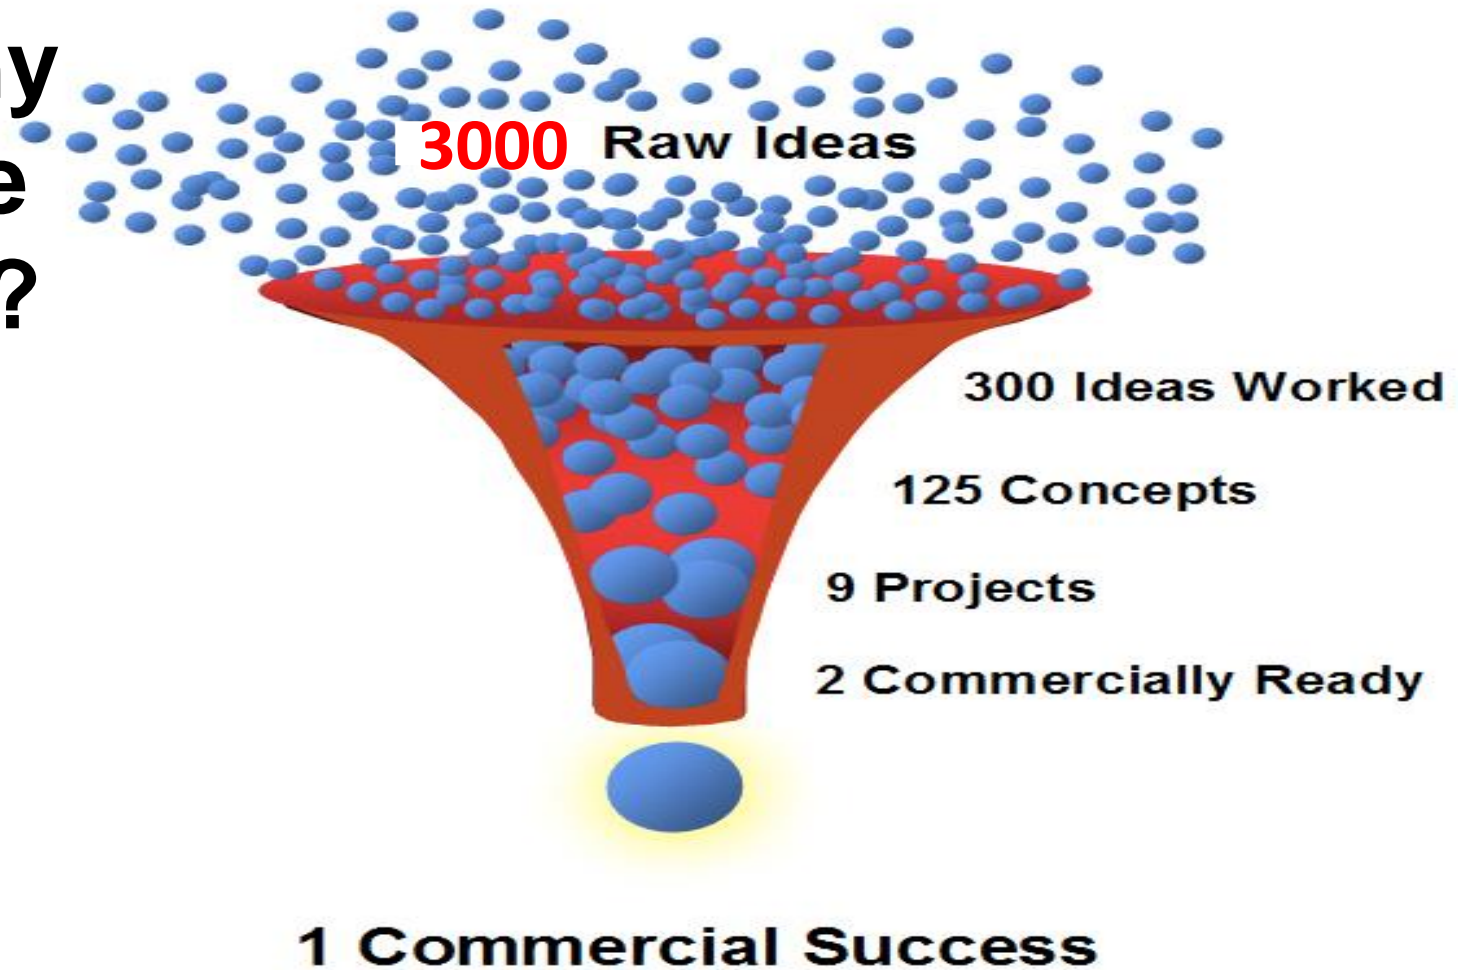 3000 Raw Ideas
300 Ideas Worked
125 Concepts
9 Projects
2 Commercially Ready
1 Commercial Success
?